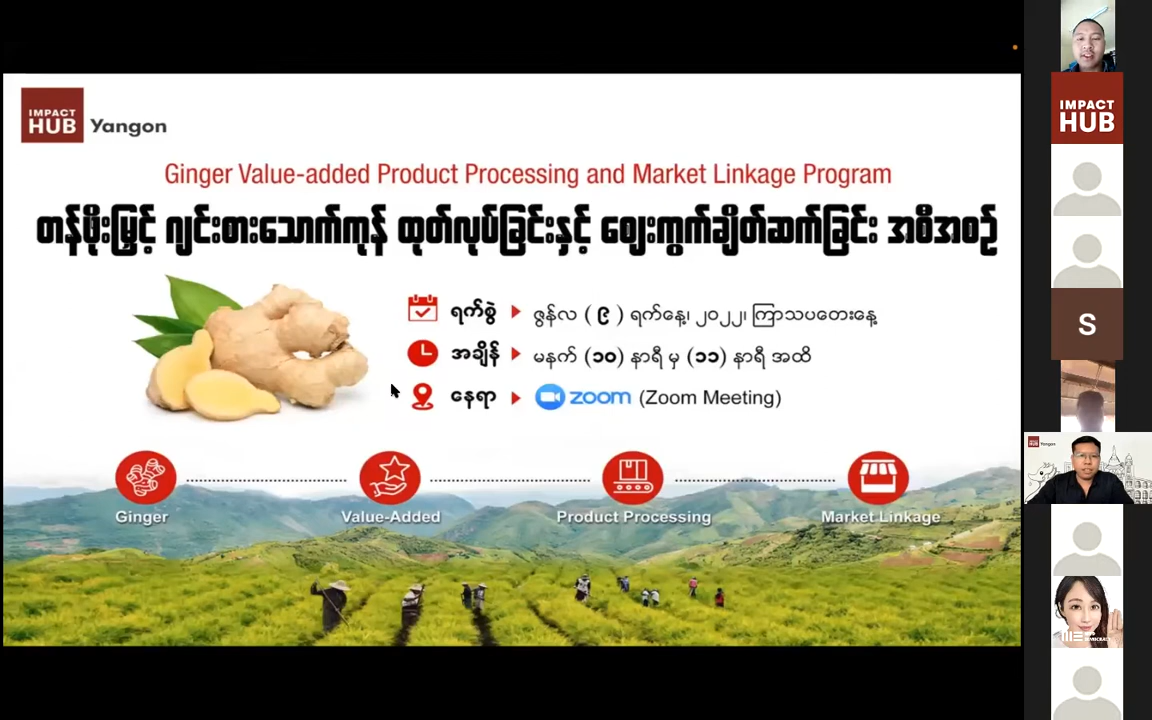 IMPACT
HUB Yangon
Ginger Value-added Product Processing and Market Linkage Program
တန်ဖိုးမြှင့် ဂျင်းစားသောက်ကုန် ထုတ်လုပ်ခြင်းနှင့် ဈေးကွက်ချိတ်ဆက်ခြင်း အစီအစဉ်
ရက်စွဲ ဇွန်လ ( ၉ ) ရက်နေ့၊ ၂၀၂၂၊ ကြာသပတေးနေ့
အချိန် မနက် (၁၀) နာရီ မှ (၁၁) နာရီ အထိ
နေရာ zoom (Zoom Meeting)
Ginger Value-Added Product Processing Market Linkage
IMPACT
HUB
S
HUB Yangon